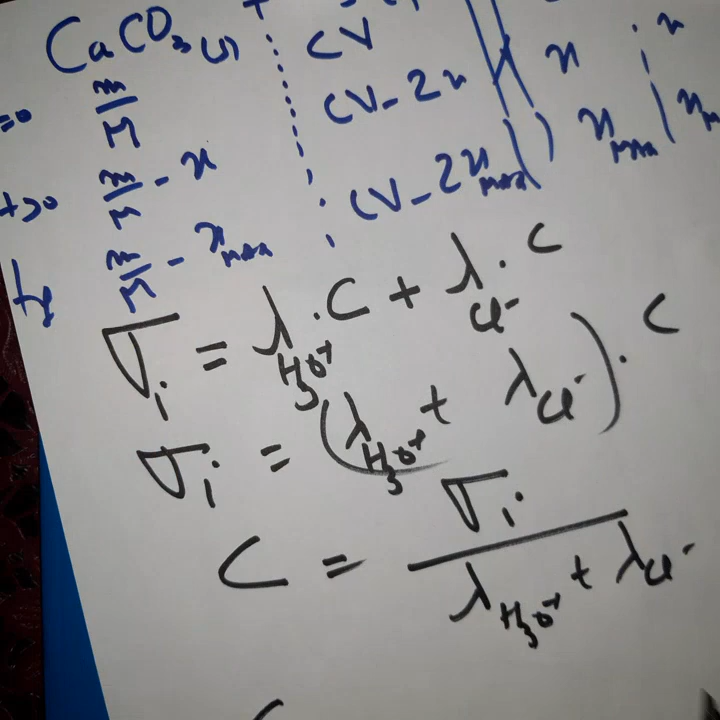 CaCO₃(s) +
=0 m/M CV
t>0 m/M - x CV-2x x x
tf m/M - xmax CV-2xmax xmax xm
σi = λH₃O⁺ . C + λCl⁻ . C
σi = (λH₃O⁺ + λCl⁻) . C
C = σi / λH₃O⁺ + λCl⁻